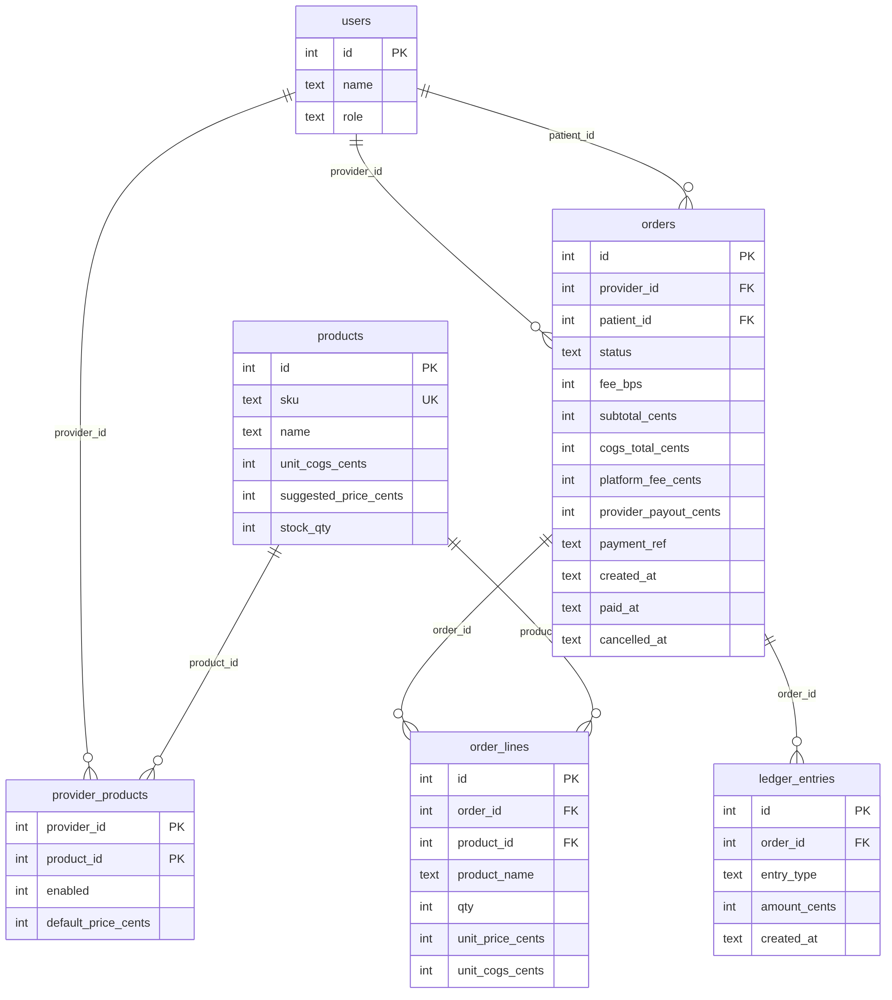 users
int id PK
text name
text role
patient_id
provider_id
orders
int id PK
int provider_id FK
int patient_id FK
text status
int fee_bps
int subtotal_cents
int cogs_total_cents
int platform_fee_cents
int provider_payout_cents
text payment_ref
text created_at
text paid_at
text cancelled_at
products
int id PK
text sku UK
text name
int unit_cogs_cents
int suggested_price_cents
int stock_qty
provider_id
product_id
order_id
produc
order_id
provider_products
int provider_id PK
int product_id PK
int enabled
int default_price_cents
order_lines
int id PK
int order_id FK
int product_id FK
text product_name
int qty
int unit_price_cents
int unit_cogs_cents
ledger_entries
int id PK
int order_id FK
text entry_type
int amount_cents
text created_at